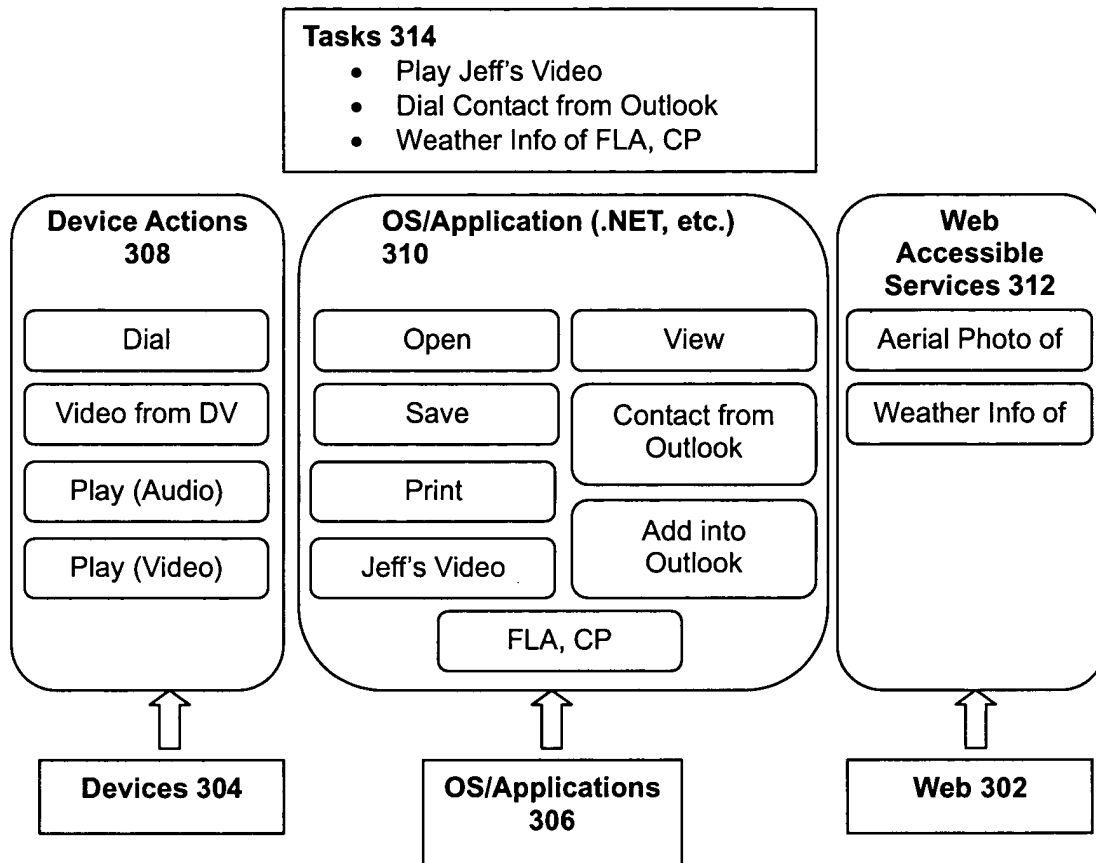 Tasks 314
• Play Jeff's Video
• Dial Contact from Outlook
• Weather Info of FLA, CP
Device Actions
308
Dial
Video from DV
Play (Audio)
Play (Video)
OS/Application (.NET, etc.)
310
Open
Save
Print
Jeff's Video
View
Contact from
Outlook
Add into
Outlook
FLA, CP
Web
Accessible
Services 312
Aerial Photo of
Weather Info of
Devices 304
OS/Applications
306
Web 302